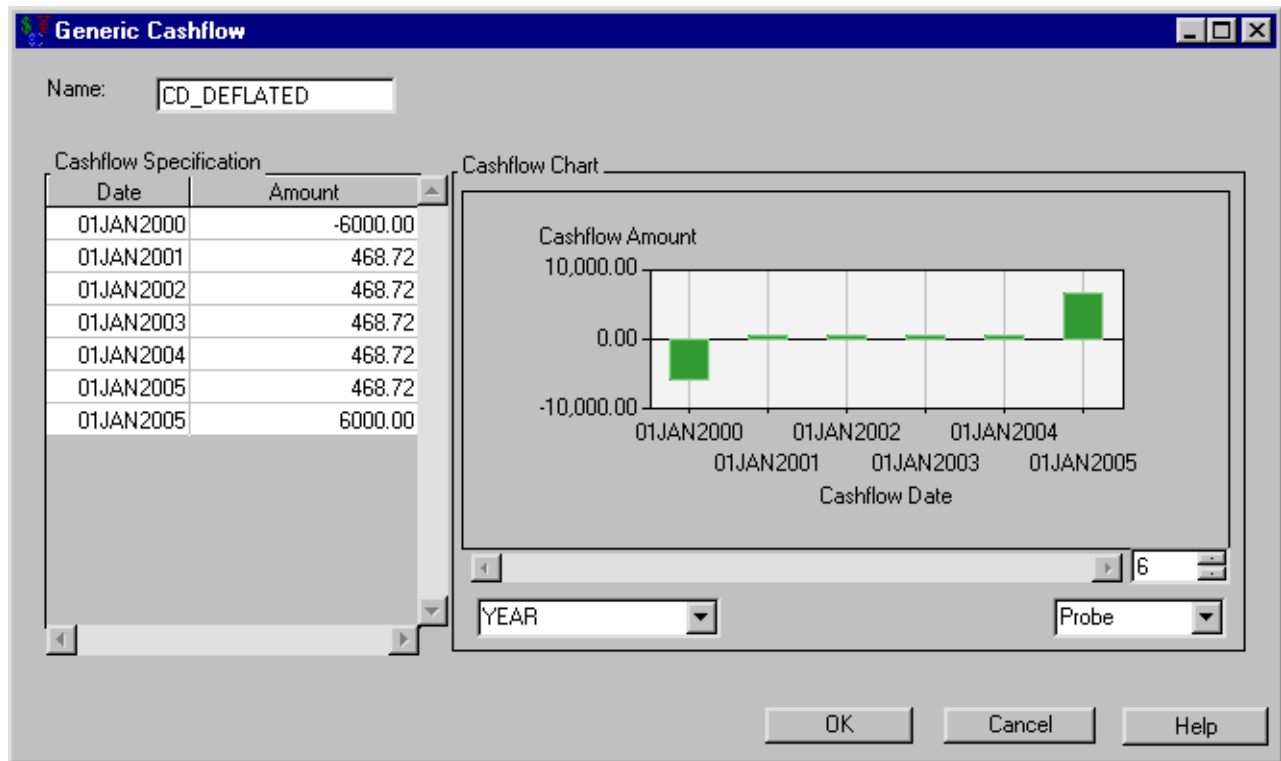 Generic Cashflow
Name: CD_DEFLATED
Cashflow Specification
Date Amount
01JAN2000 -6000.00
01JAN2001 468.72
01JAN2002 468.72
01JAN2003 468.72
01JAN2004 468.72
01JAN2005 468.72
01JAN2005 6000.00
Cashflow Chart
Cashflow Amount
10,000.00
0.00
-10,000.00
01JAN2000 01JAN2002 01JAN2004
01JAN2001 01JAN2003 01JAN2005
Cashflow Date
6
YEAR Probe
OK Cancel Help